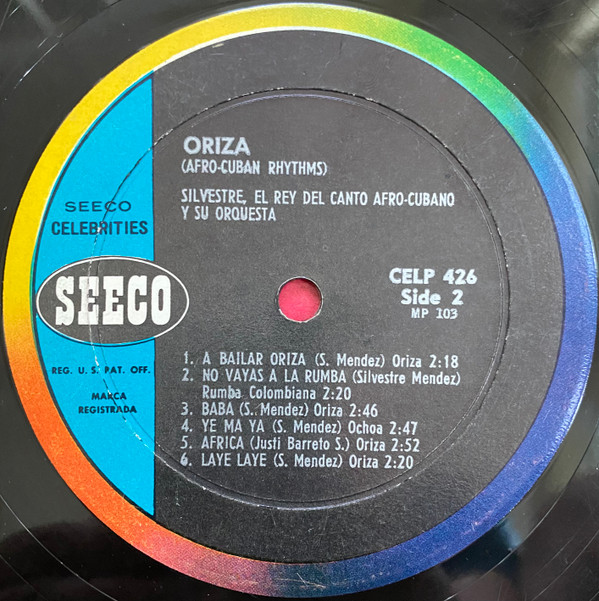 ORIZA
(AFRO-CUBAN RHYTHMS)
SILVESTRE, EL REY DEL CANTO AFRO-CUBANO
Y SU ORQUESTA
SEECO
CELEBRITIES
SEECO
REG. U. S. PAT. OFF.
MARCA
REGISTRADA
CELP 426
Side 2
MP 103
1. A BAILAR ORIZA (S. Mendez) Oriza 2:18
2. NO VAYAS A LA RUMBA (Silvestre Mendez)
Rumba Colombiana 2:20
3. BABA (S. Mendez) Oriza 2:46
4. YE MA YA (S. Mendez) Ochoa 2:47
5. AFRICA (Justi Barreto S.) Oriza 2:52
6. LAYE LAYE (S. Mendez) Oriza 2:20